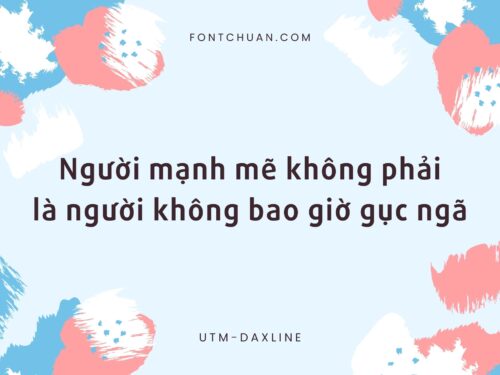 FONTCHUAN.COM
Người mạnh mẽ không phải
là người không bao giờ gục ngã
UTM-DAXLINE